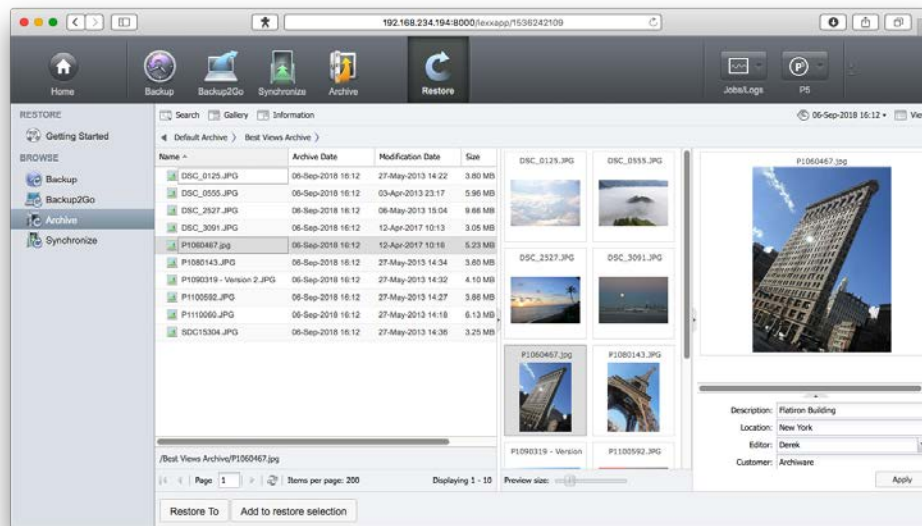 192.168.234.194:8000/lexxapp/1536242109
Home
Backup
Backup2Go
Synchronize
Archive
Restore
Jobs/Logs
P5
RESTORE
Getting Started
BROWSE
Backup
Backup2Go
Archive
Synchronize
Search Gallery Information
06-Sep-2018 16:12
Default Archive Best Views Archive
Name Archive Date Modification Date Size
DSC_0125.JPG 06-Sep-2018 16:12 27-May-2013 14:22 3.80 MB
DSC_0555.JPG 06-Sep-2018 16:12 03-Apr-2013 23:17 5.96 MB
DSC_2527.JPG 06-Sep-2018 16:12 06-May-2013 15:04 9.66 MB
DSC_3091.JPG 06-Sep-2018 16:12 12-Apr-2017 10:13 3.05 MB
P1060467.jpg 06-Sep-2018 16:12 12-Apr-2017 10:16 5.23 MB
P1080143.JPG 06-Sep-2018 16:12 27-May-2013 14:34 3.60 MB
P1090319 - Version 2.JPG 06-Sep-2018 16:12 27-May-2013 14:32 4.10 MB
P1100592.JPG 06-Sep-2018 16:12 27-May-2013 14:27 3.86 MB
P1110060.JPG 06-Sep-2018 16:12 27-May-2013 14:18 6.13 MB
SDC15304.JPG 06-Sep-2018 16:12 27-May-2013 14:36 3.25 MB
/Best Views Archive/P1060467.jpg
Page 1 Items per page: 200 Displaying 1 - 10
DSC_0125.JPG DSC_0555.JPG
DSC_2527.JPG DSC_3091.JPG
P1060467.jpg P1080143.JPG
P1090319 - Version P1100592.JPG
Preview size:
P1060467.jpg
Description: Flatiron Building
Location: New York
Editor: Derek
Customer: Archiware
Apply
Restore To
Add to restore selection